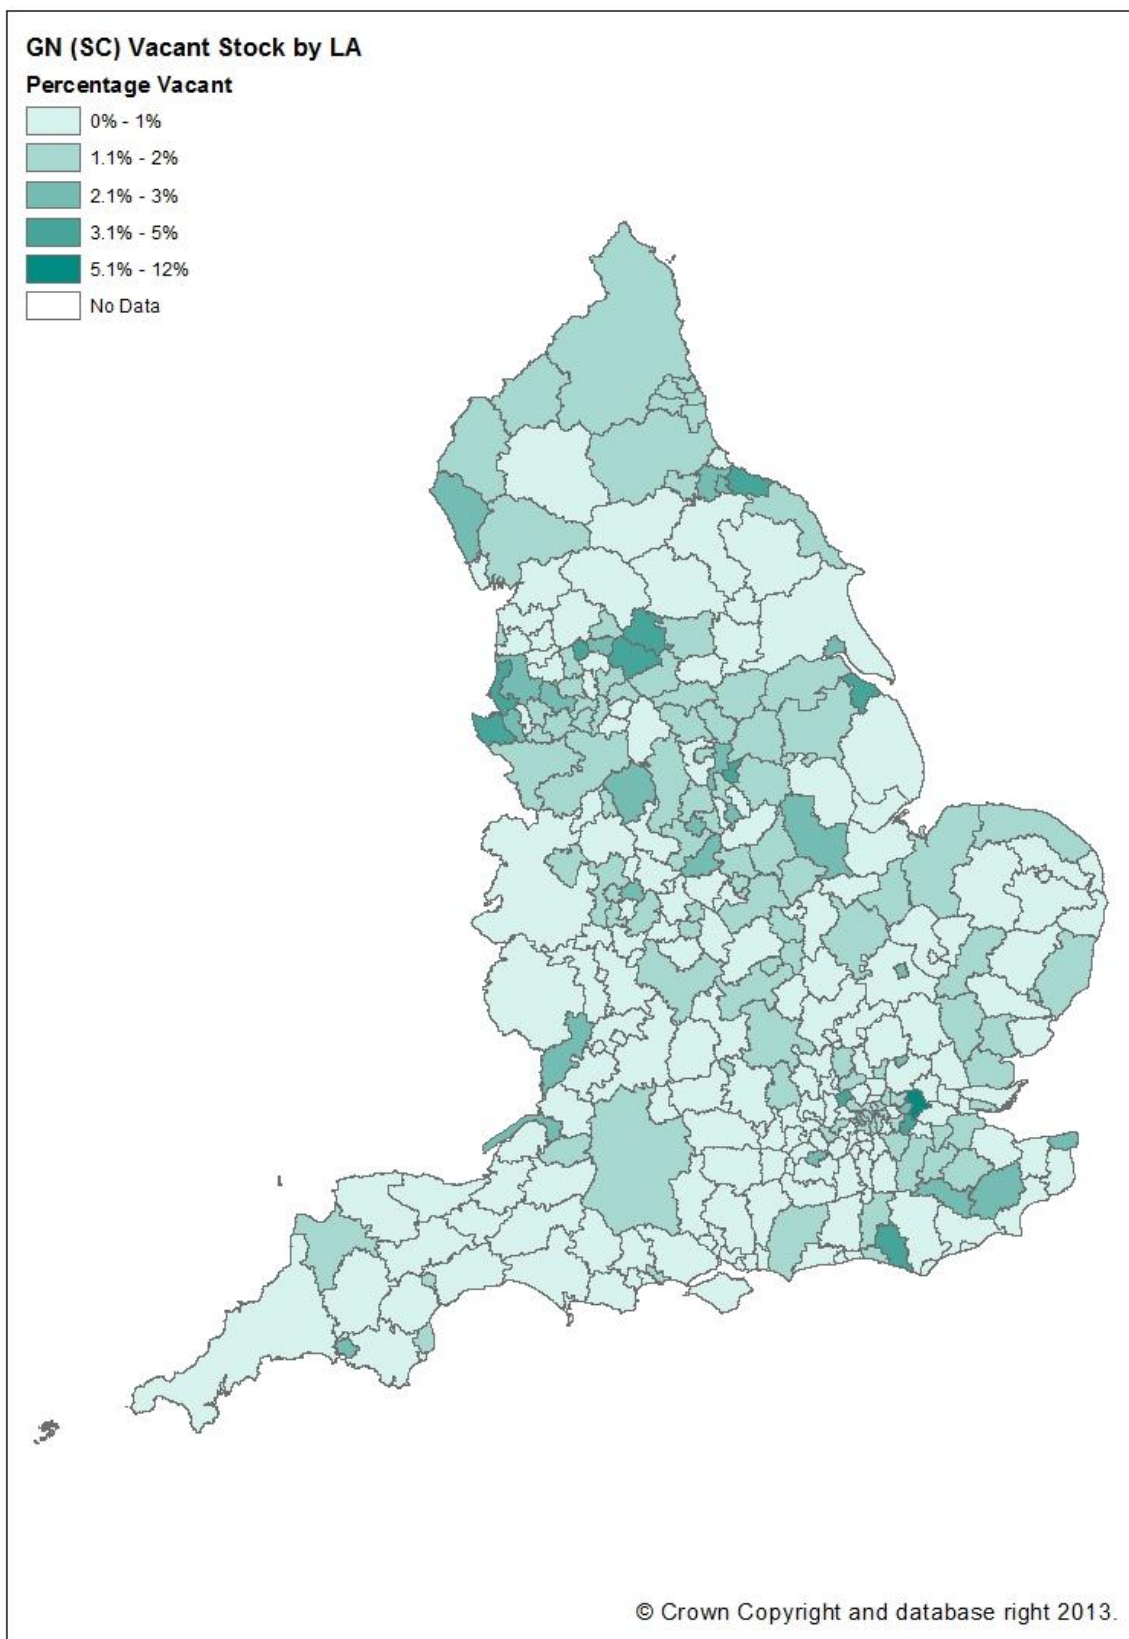 GN (SC) Vacant Stock by LA
Percentage Vacant
0% - 1%
1.1% - 2%
2.1% - 3%
3.1% - 5%
5.1% - 12%
No Data
© Crown Copyright and database right 2013.